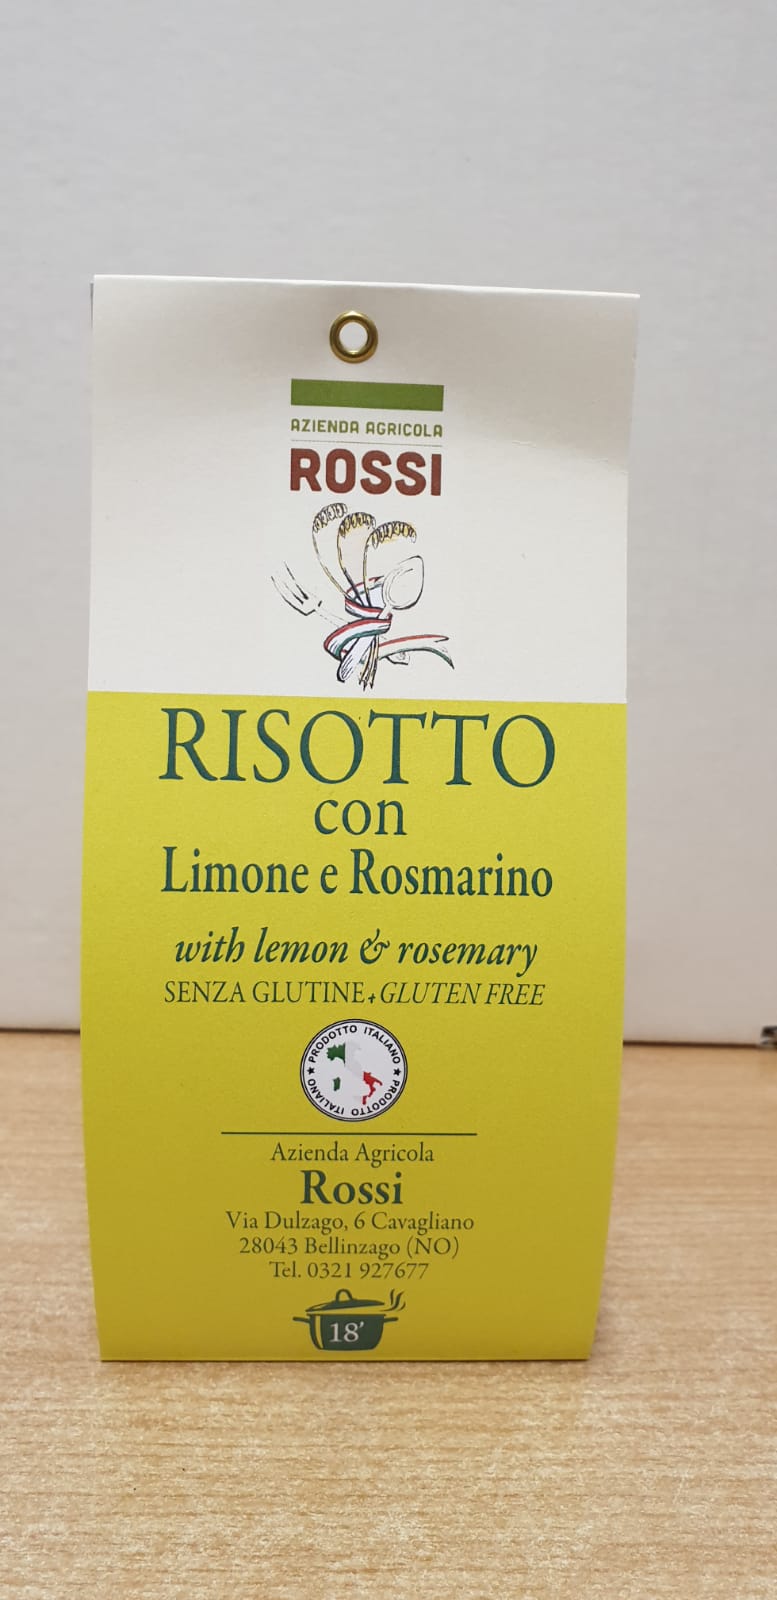 AZIENDA AGRICOLA
ROSSI
RISOTTO
con
Limone e Rosmarino
with lemon & rosemary
SENZA GLUTINE • GLUTEN FREE
PRODOTTO ITALIANO ★ PRODOTTO ITALIANO ★
Azienda Agricola
Rossi
Via Dulzago, 6 Cavagliano
28043 Bellinzago (NO)
Tel. 0321 927677
18'